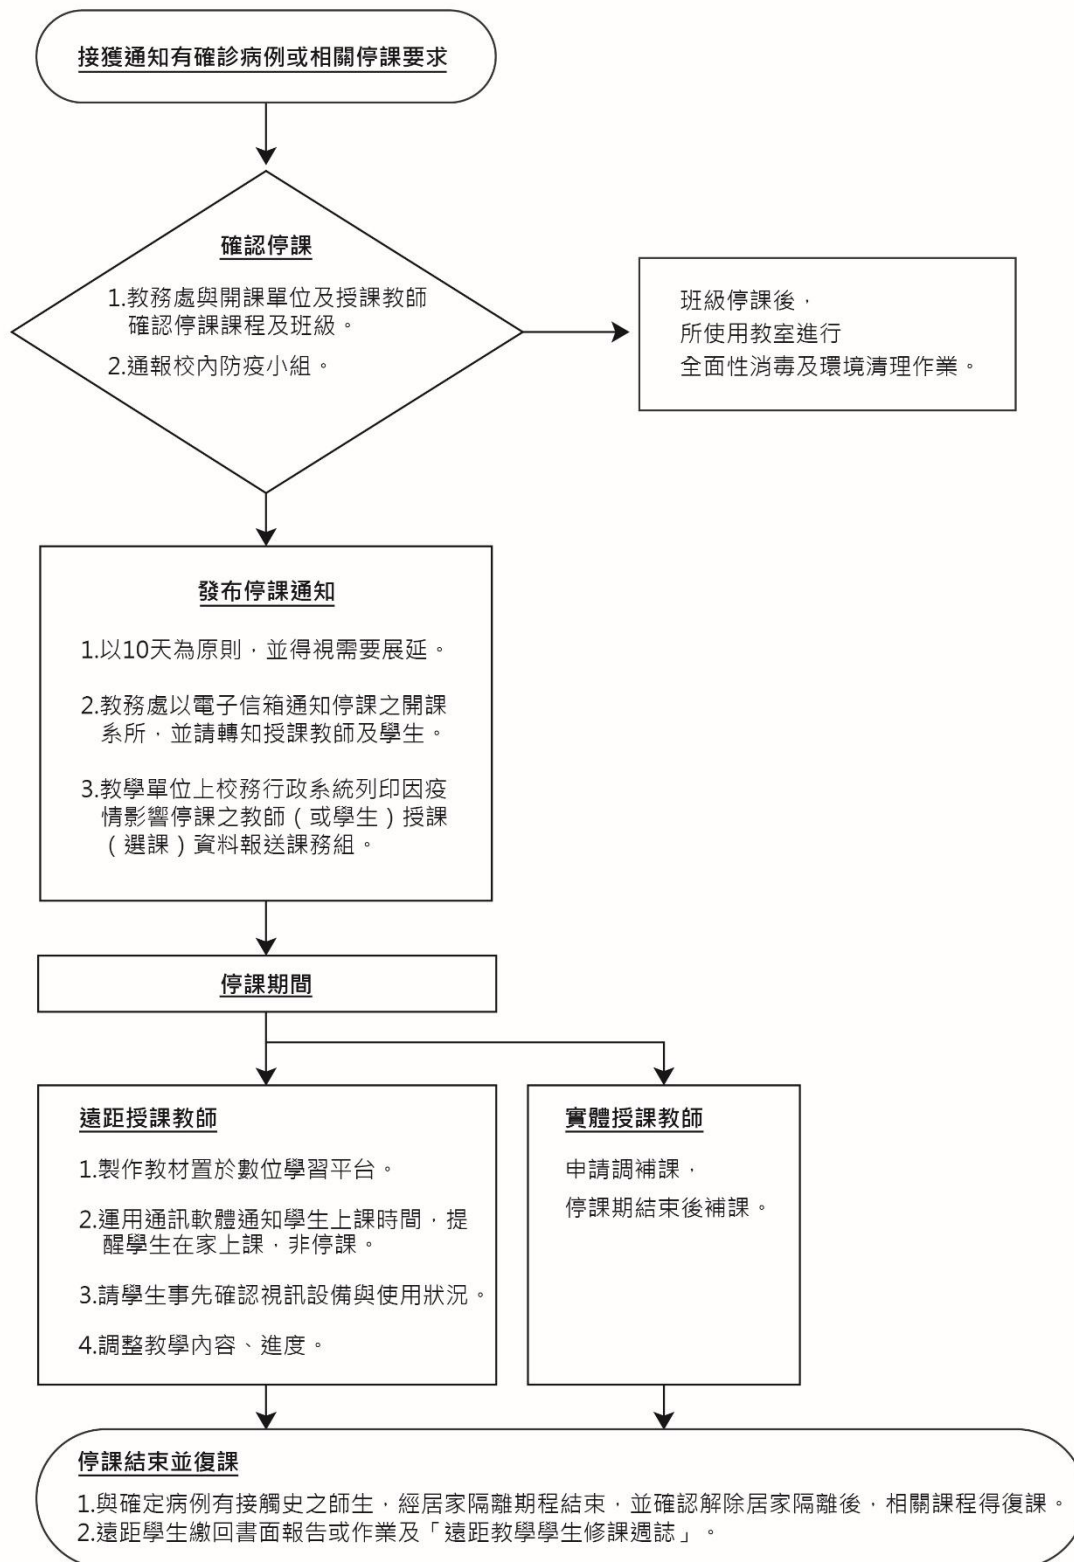 接獲通知有確診病例或相關停課要求
確認停課
1.教務處與開課單位及授課教師
確認停課課程及班級。
2.通報校內防疫小組。
班級停課後，
所使用教室進行
全面性消毒及環境清理作業。
發布停課通知
1.以10天為原則，並得視需要展延。
2.教務處以電子信箱通知停課之開課
系所，並請轉知授課教師及學生。
3.教學單位上校務行政系統列印因疫
情影響停課之教師（或學生）授課
（選課）資料報送課務組。
停課期間
遠距授課教師
1.製作教材置於數位學習平台。
2.運用通訊軟體通知學生上課時間，提
醒學生在家上課，非停課。
3.請學生事先確認視訊設備與使用狀況。
4.調整教學內容、進度。
實體授課教師
申請調補課，
停課期結束後補課。
停課結束並復課
1.與確定病例有接觸史之師生，經居家隔離期程結束，並確認解除居家隔離後，相關課程得復課。
2.遠距學生繳回書面報告或作業及「遠距教學學生修課週誌」。